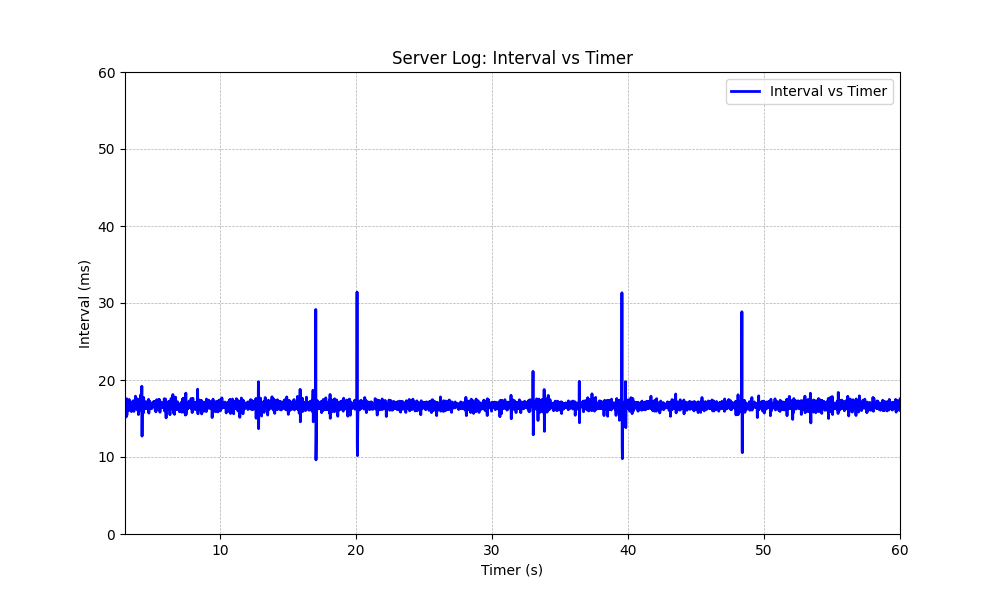 Server Log: Interval vs Timer
Interval vs Timer
60
50
40
30
20
10
0
Interval (ms)
10 20 30 40 50 60
Timer (s)